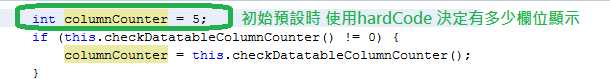 int columnCounter = 5; 初始預設時 使用hardCode 決定有多少欄位顯示
if (this.checkDatatableColumnCounter() != 0) {
columnCounter = this.checkDatatableColumnCounter();
}